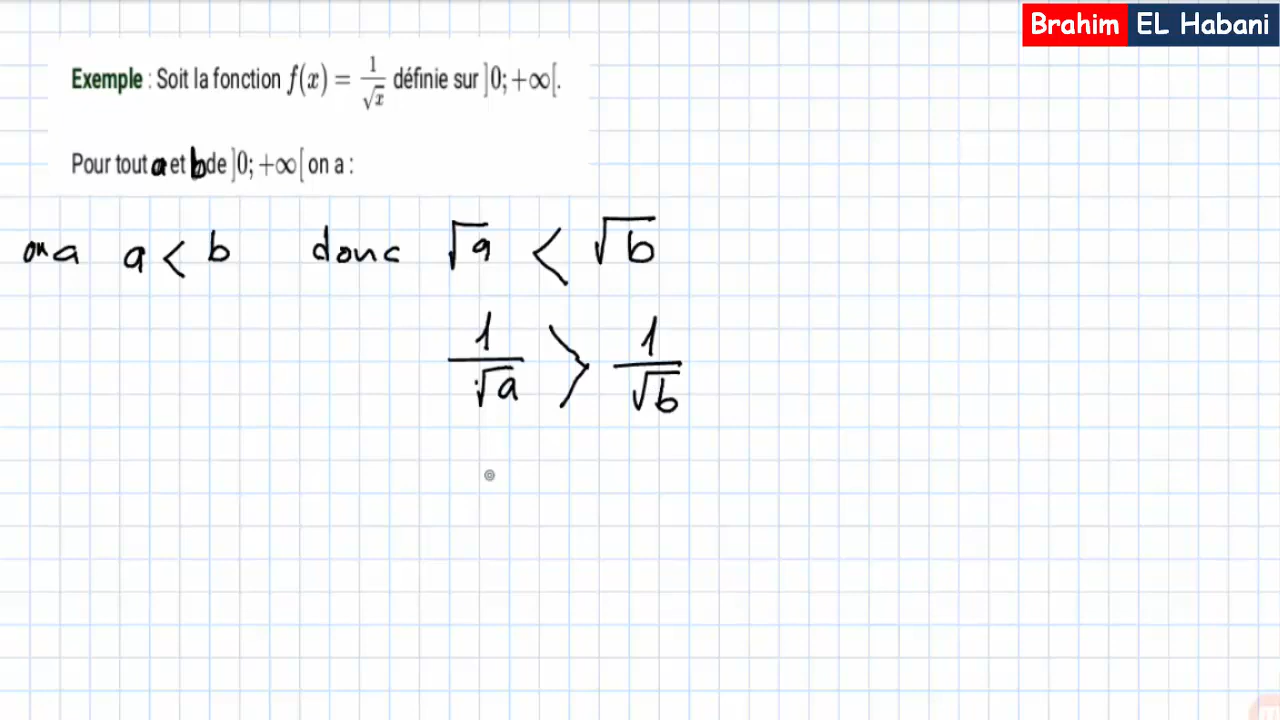 Brahim EL Habani
Exemple : Soit la fonction f(x) = 1/√x définie sur ]0; +∞[.
Pour tout a et b de ]0; +∞[ on a :
on a a < b donc √a < √b
1/√a > 1/√b